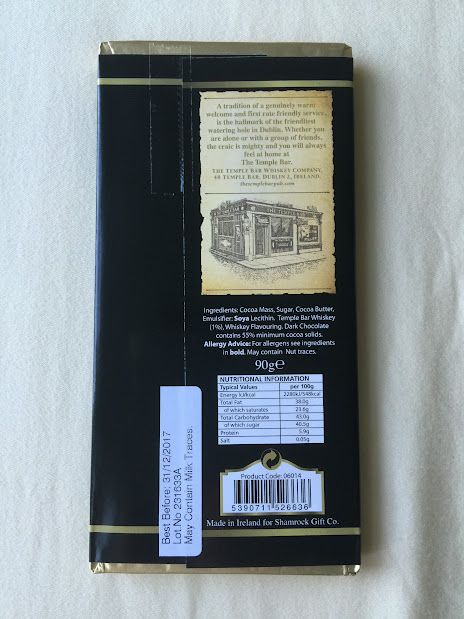 A tradition of a genuinely warm
welcome and first rate friendly service,
is the hallmark of the friendliest
watering hole in Dublin. Whether you
are alone or with a group of friends,
the craic is mighty and you will always
feel at home at
The Temple Bar.
THE TEMPLE BAR WHISKEY COMPANY,
48 TEMPLE BAR, DUBLIN 2, IRELAND.
thetemplebarpub.com
THE TEMPLE BAR
Ingredients: Cocoa Mass, Sugar, Cocoa Butter,
Emulsifier: Soya Lecithin, Temple Bar Whiskey
(1%), Whiskey Flavouring. Dark Chocolate
contains 55% minimum cocoa solids.
Allergy Advice: For allergens see ingredients
in bold. May contain Nut traces.
90g℮
NUTRITIONAL INFORMATION
Typical Values per 100g
Energy kJ/kcal 2280kJ/548kcal
Total Fat 38.0g
of which saturates 23.6g
Total Carbohydrate 43.0g
of which sugar 40.5g
Protein 5.9g
Salt 0.05g
Product Code: 06014
5390711 526636
Made in Ireland for Shamrock Gift Co.
Best Before: 31/12/2017
Lot.No 231633A
May Contain Milk Traces.